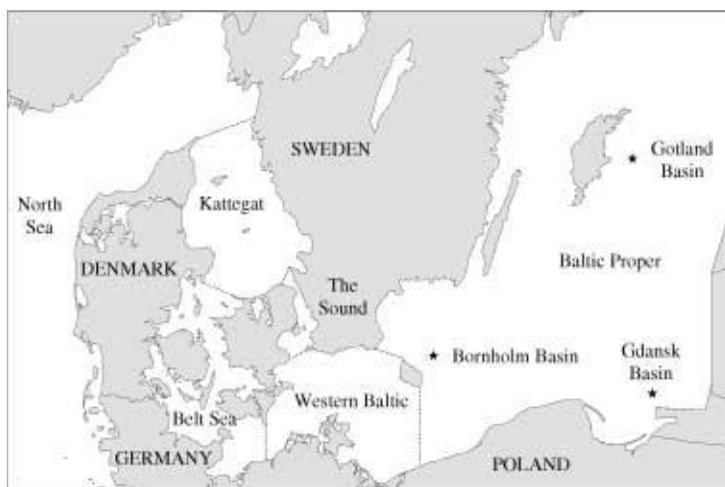 SWEDEN
Gotland
Basin
North
Sea
Kattegat
DENMARK
Baltic Proper
The
Sound
Bornholm Basin
Gdansk
Basin
Western Baltic
Belt Sea
GERMANY
POLAND